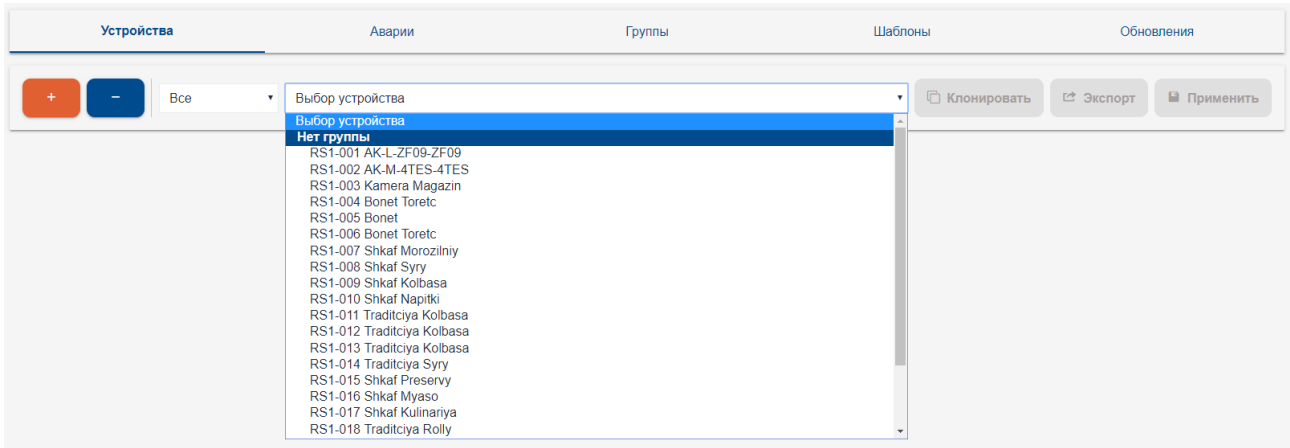 Устройства Аварии Группы Шаблоны Обновления
+ − Все Выбор устройства Клонировать Экспорт Применить
Выбор устройства
Нет группы
RS1-001 AK-L-ZF09-ZF09
RS1-002 AK-M-4TES-4TES
RS1-003 Kamera Magazin
RS1-004 Bonet Toretc
RS1-005 Bonet
RS1-006 Bonet Toretc
RS1-007 Shkaf Morozilniy
RS1-008 Shkaf Syry
RS1-009 Shkaf Kolbasa
RS1-010 Shkaf Napitki
RS1-011 Traditciya Kolbasa
RS1-012 Traditciya Kolbasa
RS1-013 Traditciya Kolbasa
RS1-014 Traditciya Syry
RS1-015 Shkaf Preservy
RS1-016 Shkaf Myaso
RS1-017 Shkaf Kulinariya
RS1-018 Traditciya Rolly